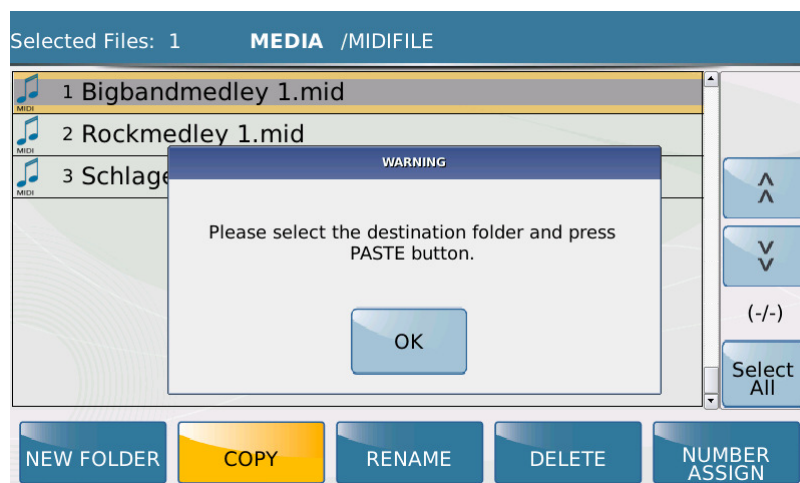 Selected Files: 1 MEDIA /MIDIFILE
MIDI 1 Bigbandmedley 1.mid
MIDI 2 Rockmedley 1.mid
MIDI 3 Schlage
WARNING
Please select the destination folder and press
PASTE button.
OK
(-/-)
Select
All
NEW FOLDER COPY RENAME DELETE NUMBER
ASSIGN